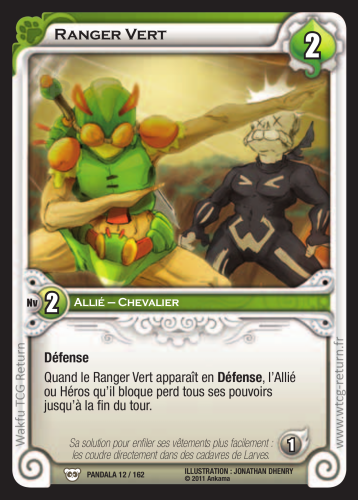 Ranger Vert
2
Nv 2 Allié – Chevalier
Défense
Quand le Ranger Vert apparaît en Défense, l'Allié
ou Héros qu'il bloque perd tous ses pouvoirs
jusqu'à la fin du tour.
Sa solution pour enfiler ses vêtements plus facilement :
les coudre directement dans des cadavres de Larves.
1
PANDALA 12 / 162
ILLUSTRATION : JONATHAN DHENRY
© 2011 Ankama
Wakfu TCG Return
www.wtcg-return.fr